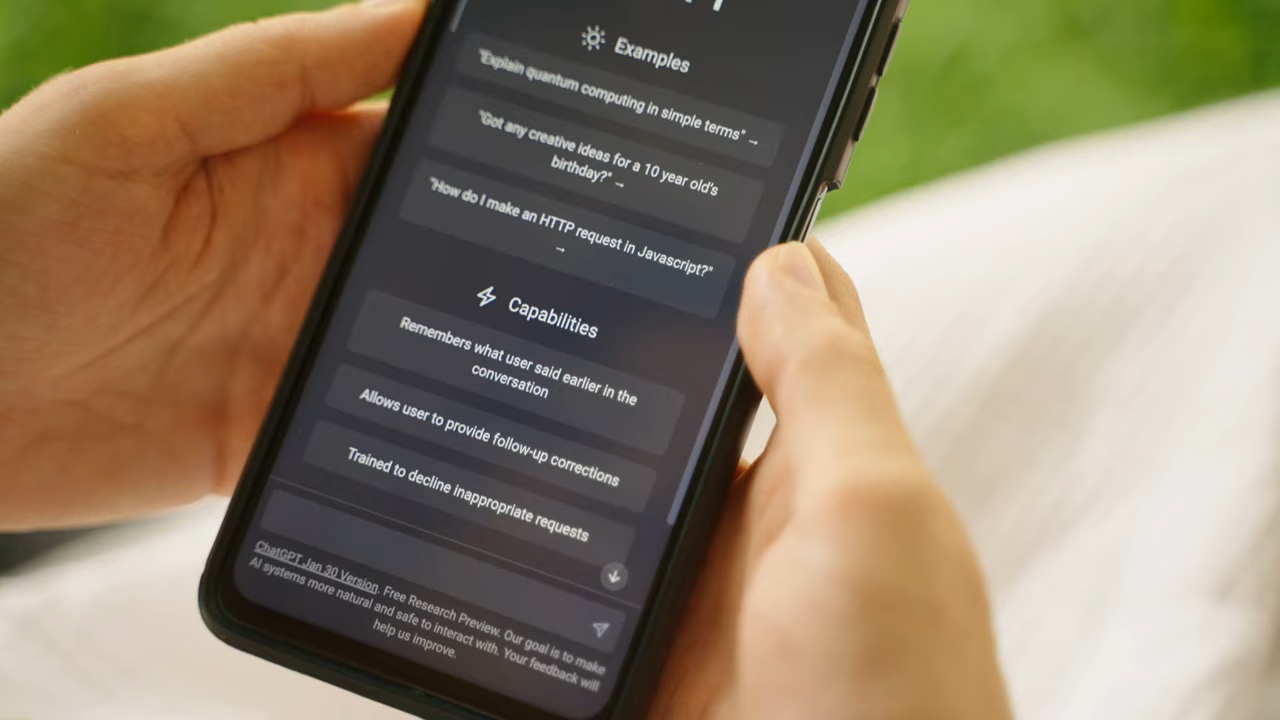 Examples
"Explain quantum computing in simple terms" →
"Got any creative ideas for a 10 year old's
birthday?" →
"How do I make an HTTP request in Javascript?"
→
Capabilities
Remembers what user said earlier in the
conversation
Allows user to provide follow-up corrections
Trained to decline inappropriate requests
ChatGPT Jan 30 Version. Free Research Preview. Our goal is to make
AI systems more natural and safe to interact with. Your feedback will
help us improve.